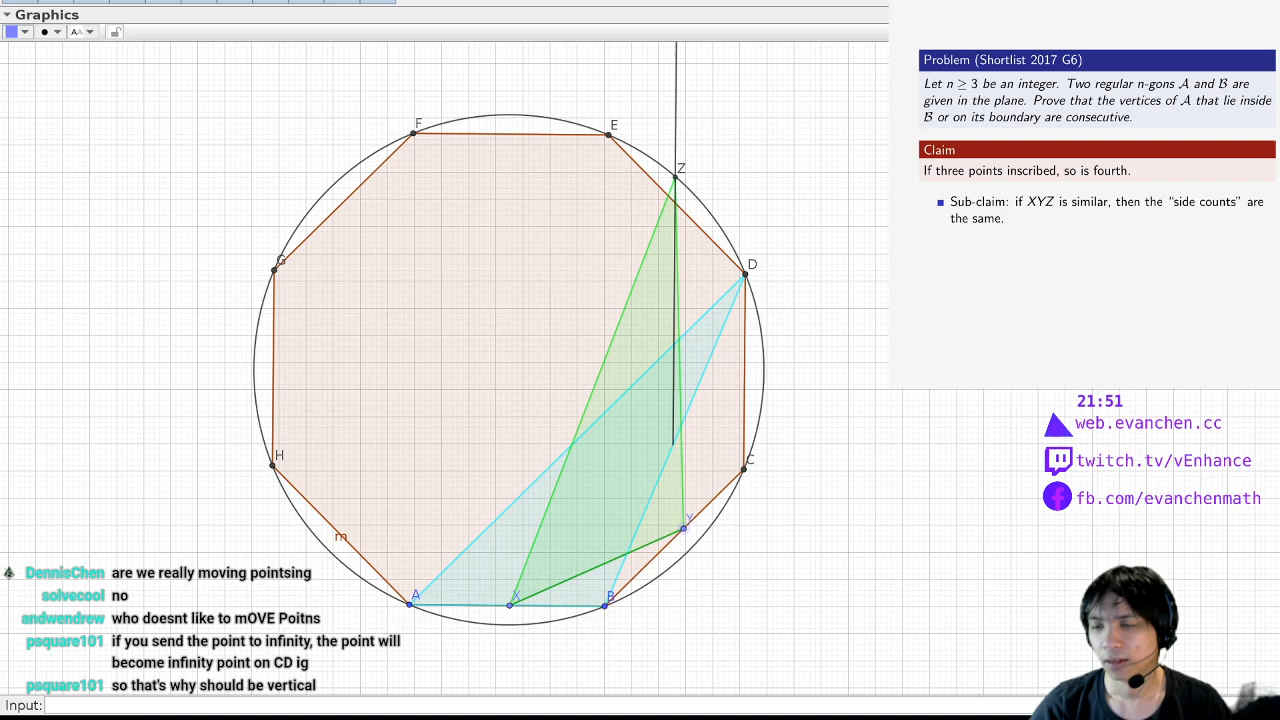 Graphics
AA
Problem (Shortlist 2017 G6)
Let n ≥ 3 be an integer. Two regular n-gons 𝒜 and ℬ are
given in the plane. Prove that the vertices of 𝒜 that lie inside
ℬ or on its boundary are consecutive.
Claim
If three points inscribed, so is fourth.
Sub-claim: if XYZ is similar, then the “side counts” are
the same.
F
E
Z
D
G
C
H
Y
m
A
X
B
21:51
web.evanchen.cc
twitch.tv/vEnhance
fb.com/evanchenmath
DennisChen are we really moving pointsing
solvecool no
andwendrew who doesnt like to mOVE Poitns
psquare101 if you send the point to infinity, the point will
become infinity point on CD ig
psquare101 so that's why should be vertical
Input: